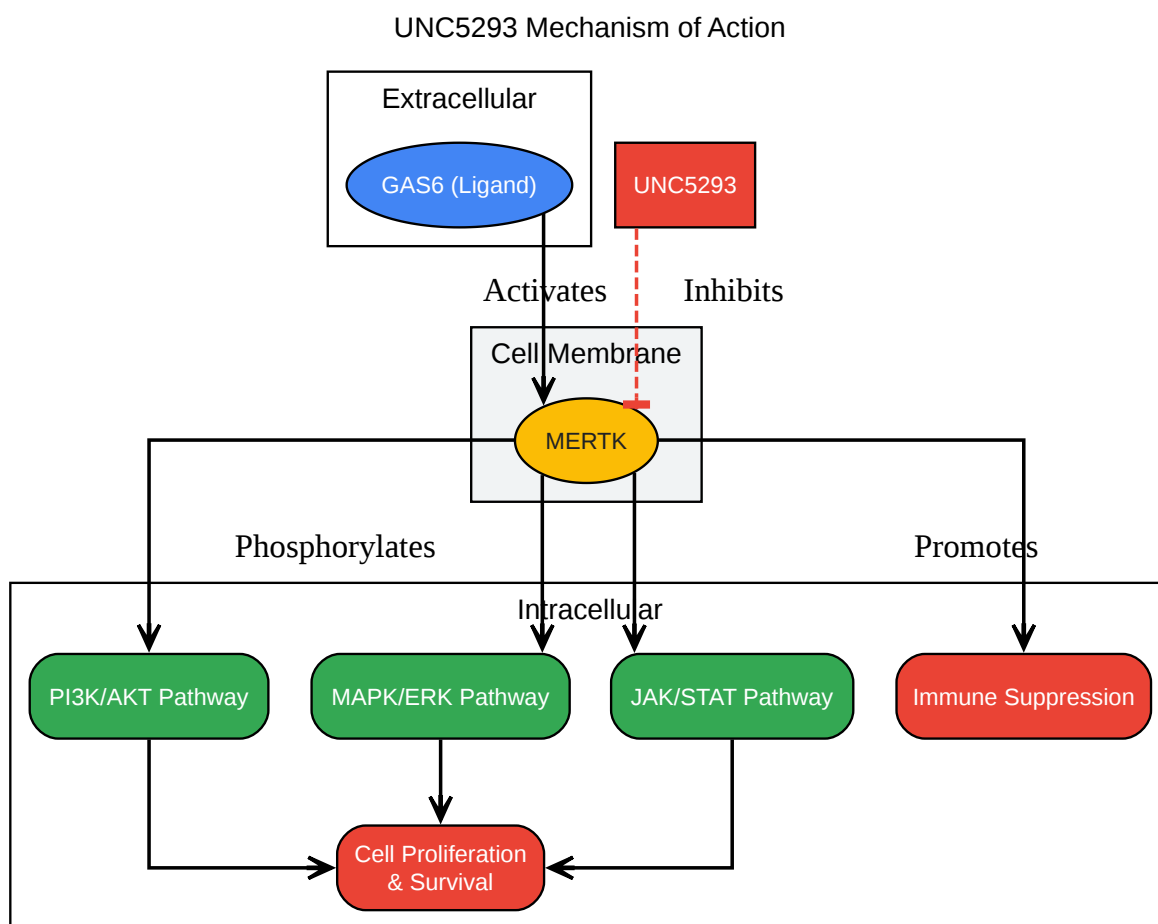 UNC5293 Mechanism of Action
Extracellular
GAS6 (Ligand)
UNC5293
Activates
Inhibits
Cell Membrane
MERTK
Phosphorylates
Promotes
Intracellular
PI3K/AKT Pathway
MAPK/ERK Pathway
JAK/STAT Pathway
Immune Suppression
Cell Proliferation
& Survival